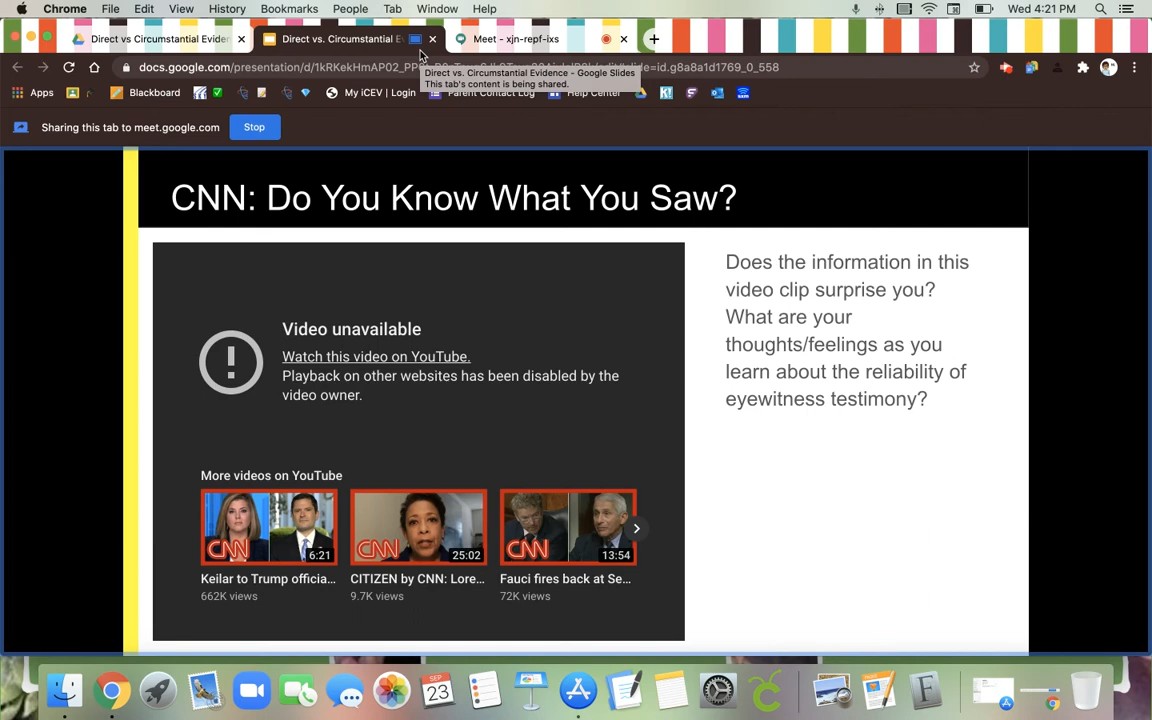 Chrome File Edit View History Bookmarks People Tab Window Help Wed 4:21 PM
Direct vs Circumstantial Eviden
Direct vs. Circumstantial E
Meet - xjn-repf-ixs
Direct vs. Circumstantial Evidence - Google Slides
This tab's content is being shared.
Apps Blackboard My iCEV | Login Parent Contact Log Help Center
Sharing this tab to meet.google.com Stop
CNN: Do You Know What You Saw?
Video unavailable
Watch this video on YouTube.
Playback on other websites has been disabled by the
video owner.
More videos on YouTube
CNN 6:21
CNN 25:02
CNN 13:54
Keilar to Trump officia...
662K views
CITIZEN by CNN: Lore...
9.7K views
Fauci fires back at Se...
72K views
Does the information in this
video clip surprise you?
What are your
thoughts/feelings as you
learn about the reliability of
eyewitness testimony?
SEP
23